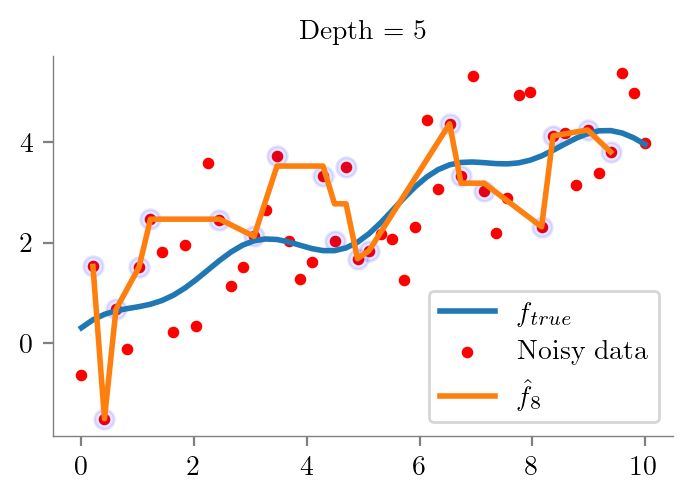 Depth = 5
4
2
0
0 2 4 6 8 10
f_true
Noisy data
f̂_8